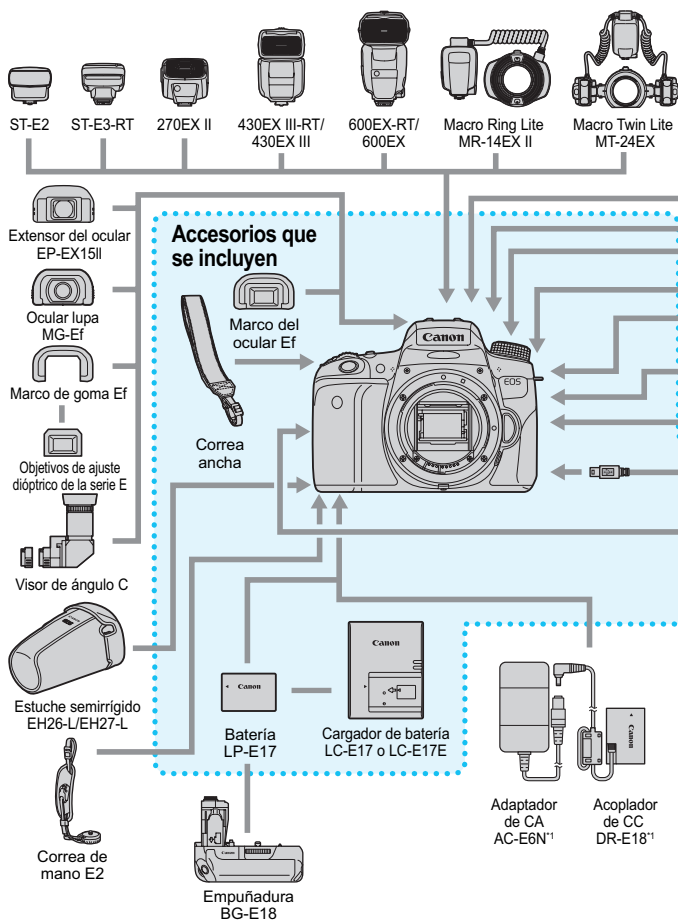 ST-E2
ST-E3-RT
270EX II
430EX III-RT/
430EX III
600EX-RT/
600EX
Macro Ring Lite
MR-14EX II
Macro Twin Lite
MT-24EX
Extensor del ocular
EP-EX15II
Ocular lupa
MG-Ef
Marco de goma Ef
Objetivos de ajuste
dióptrico de la serie E
Visor de ángulo C
Estuche semirrígido
EH26-L/EH27-L
Correa de
mano E2
Accesorios que
se incluyen
Marco del
ocular Ef
Correa
ancha
Canon
EOS
Canon
Batería
LP-E17
Canon
Cargador de batería
LC-E17 o LC-E17E
Canon
Empuñadura
BG-E18
Adaptador
de CA
AC-E6N*1
Canon
Acoplador
de CC
DR-E18*1